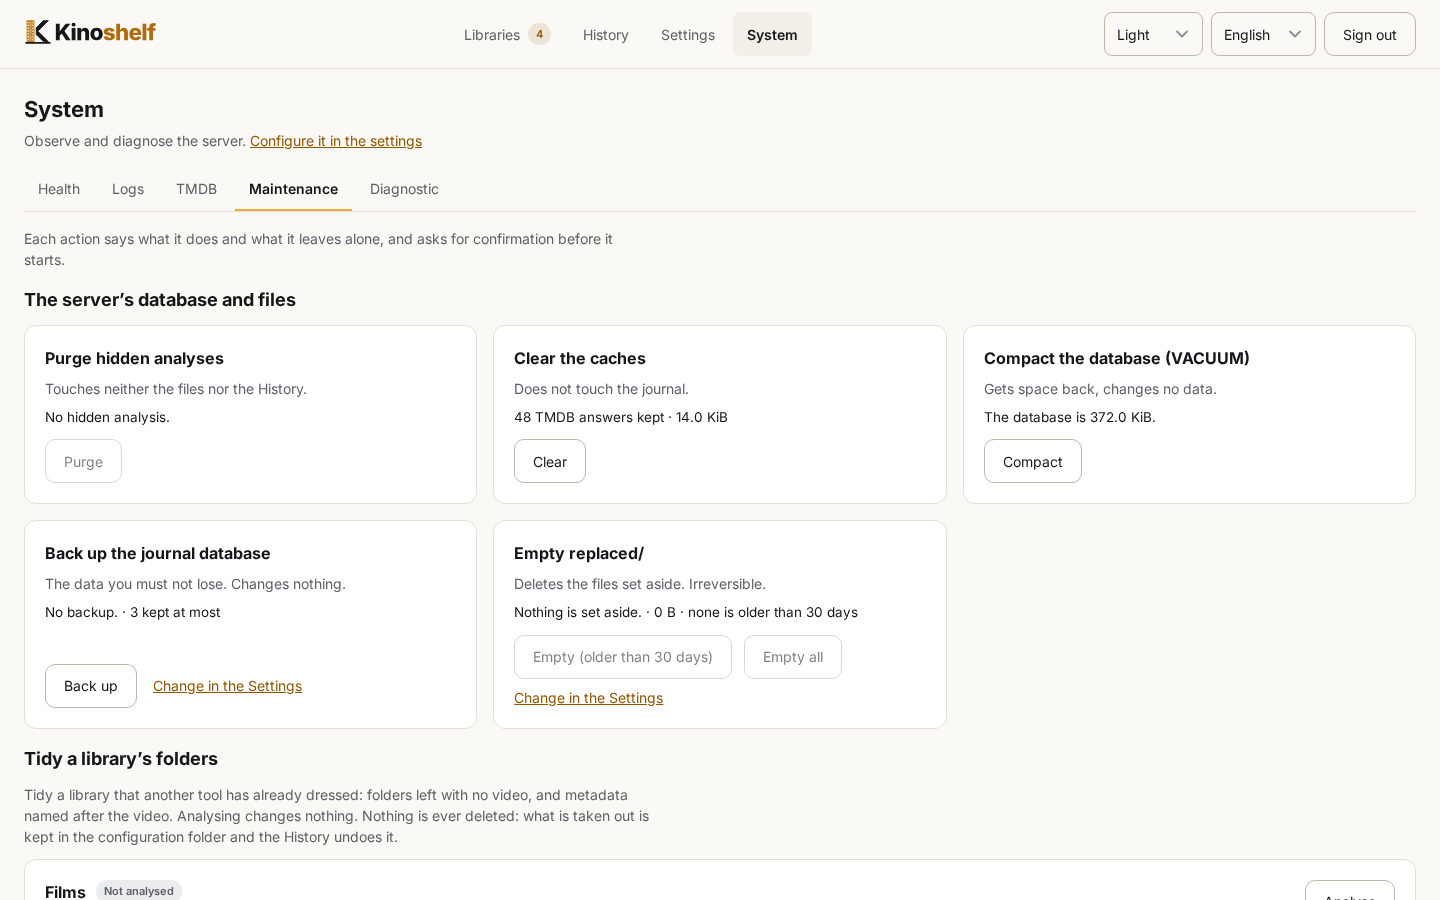 Kinoshelf
Libraries 4 History Settings System
Light English Sign out
System
Observe and diagnose the server. Configure it in the settings
Health Logs TMDB Maintenance Diagnostic
Each action says what it does and what it leaves alone, and asks for confirmation before it
starts.
The server’s database and files
Purge hidden analyses
Touches neither the files nor the History.
No hidden analysis.
Purge
Clear the caches
Does not touch the journal.
48 TMDB answers kept · 14.0 KiB
Clear
Compact the database (VACUUM)
Gets space back, changes no data.
The database is 372.0 KiB.
Compact
Back up the journal database
The data you must not lose. Changes nothing.
No backup. · 3 kept at most
Back up Change in the Settings
Empty replaced/
Deletes the files set aside. Irreversible.
Nothing is set aside. · 0 B · none is older than 30 days
Empty (older than 30 days) Empty all
Change in the Settings
Tidy a library’s folders
Tidy a library that another tool has already dressed: folders left with no video, and metadata
named after the video. Analysing changes nothing. Nothing is ever deleted: what is taken out is
kept in the configuration folder and the History undoes it.
Films Not analysed